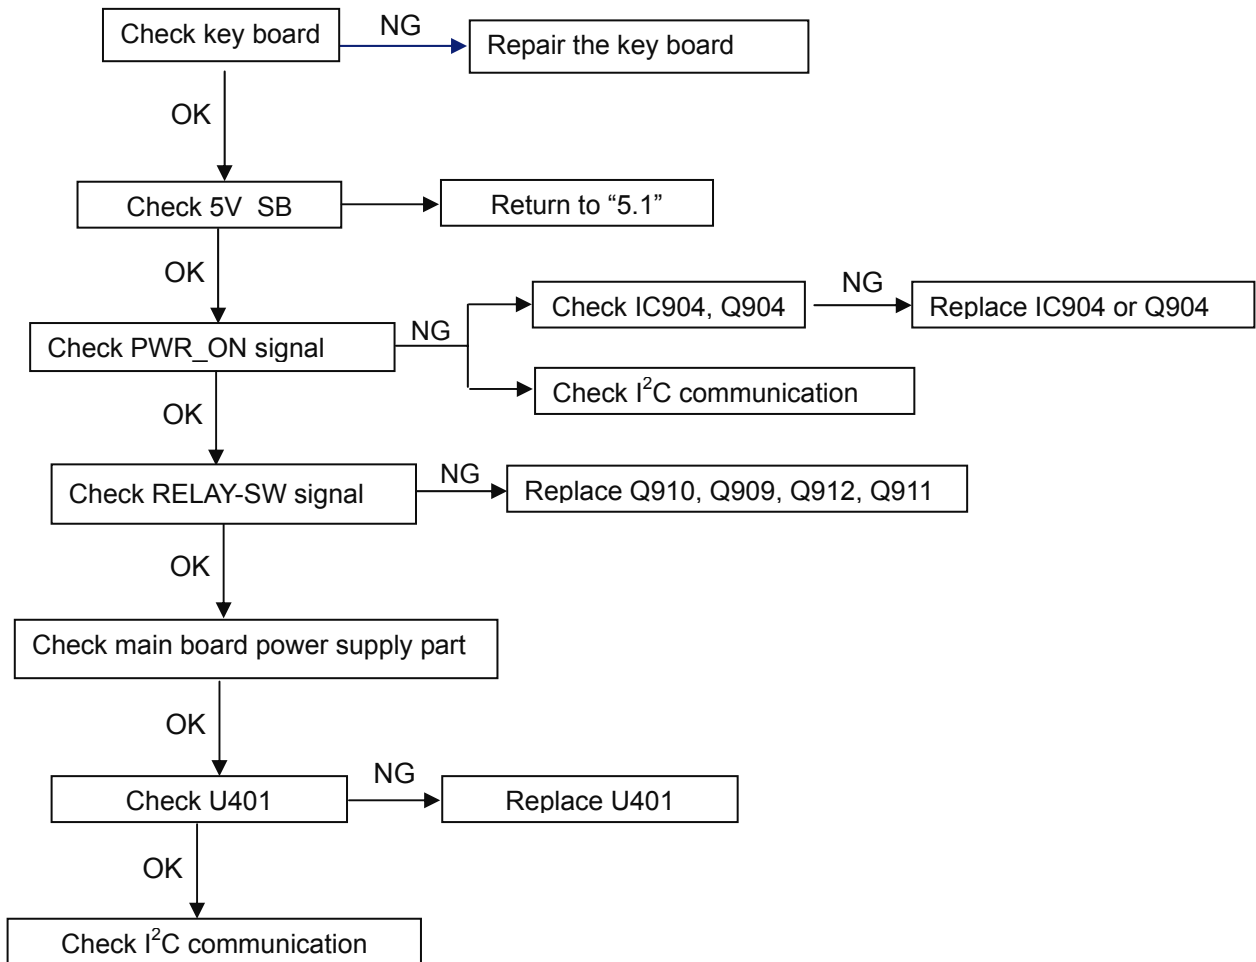 Check key board
NG
Repair the key board
OK
Check 5V SB
Return to “5.1”
OK
Check PWR_ON signal
NG
Check IC904, Q904
NG
Replace IC904 or Q904
Check I²C communication
OK
Check RELAY-SW signal
NG
Replace Q910, Q909, Q912, Q911
OK
Check main board power supply part
OK
Check U401
NG
Replace U401
OK
Check I²C communication